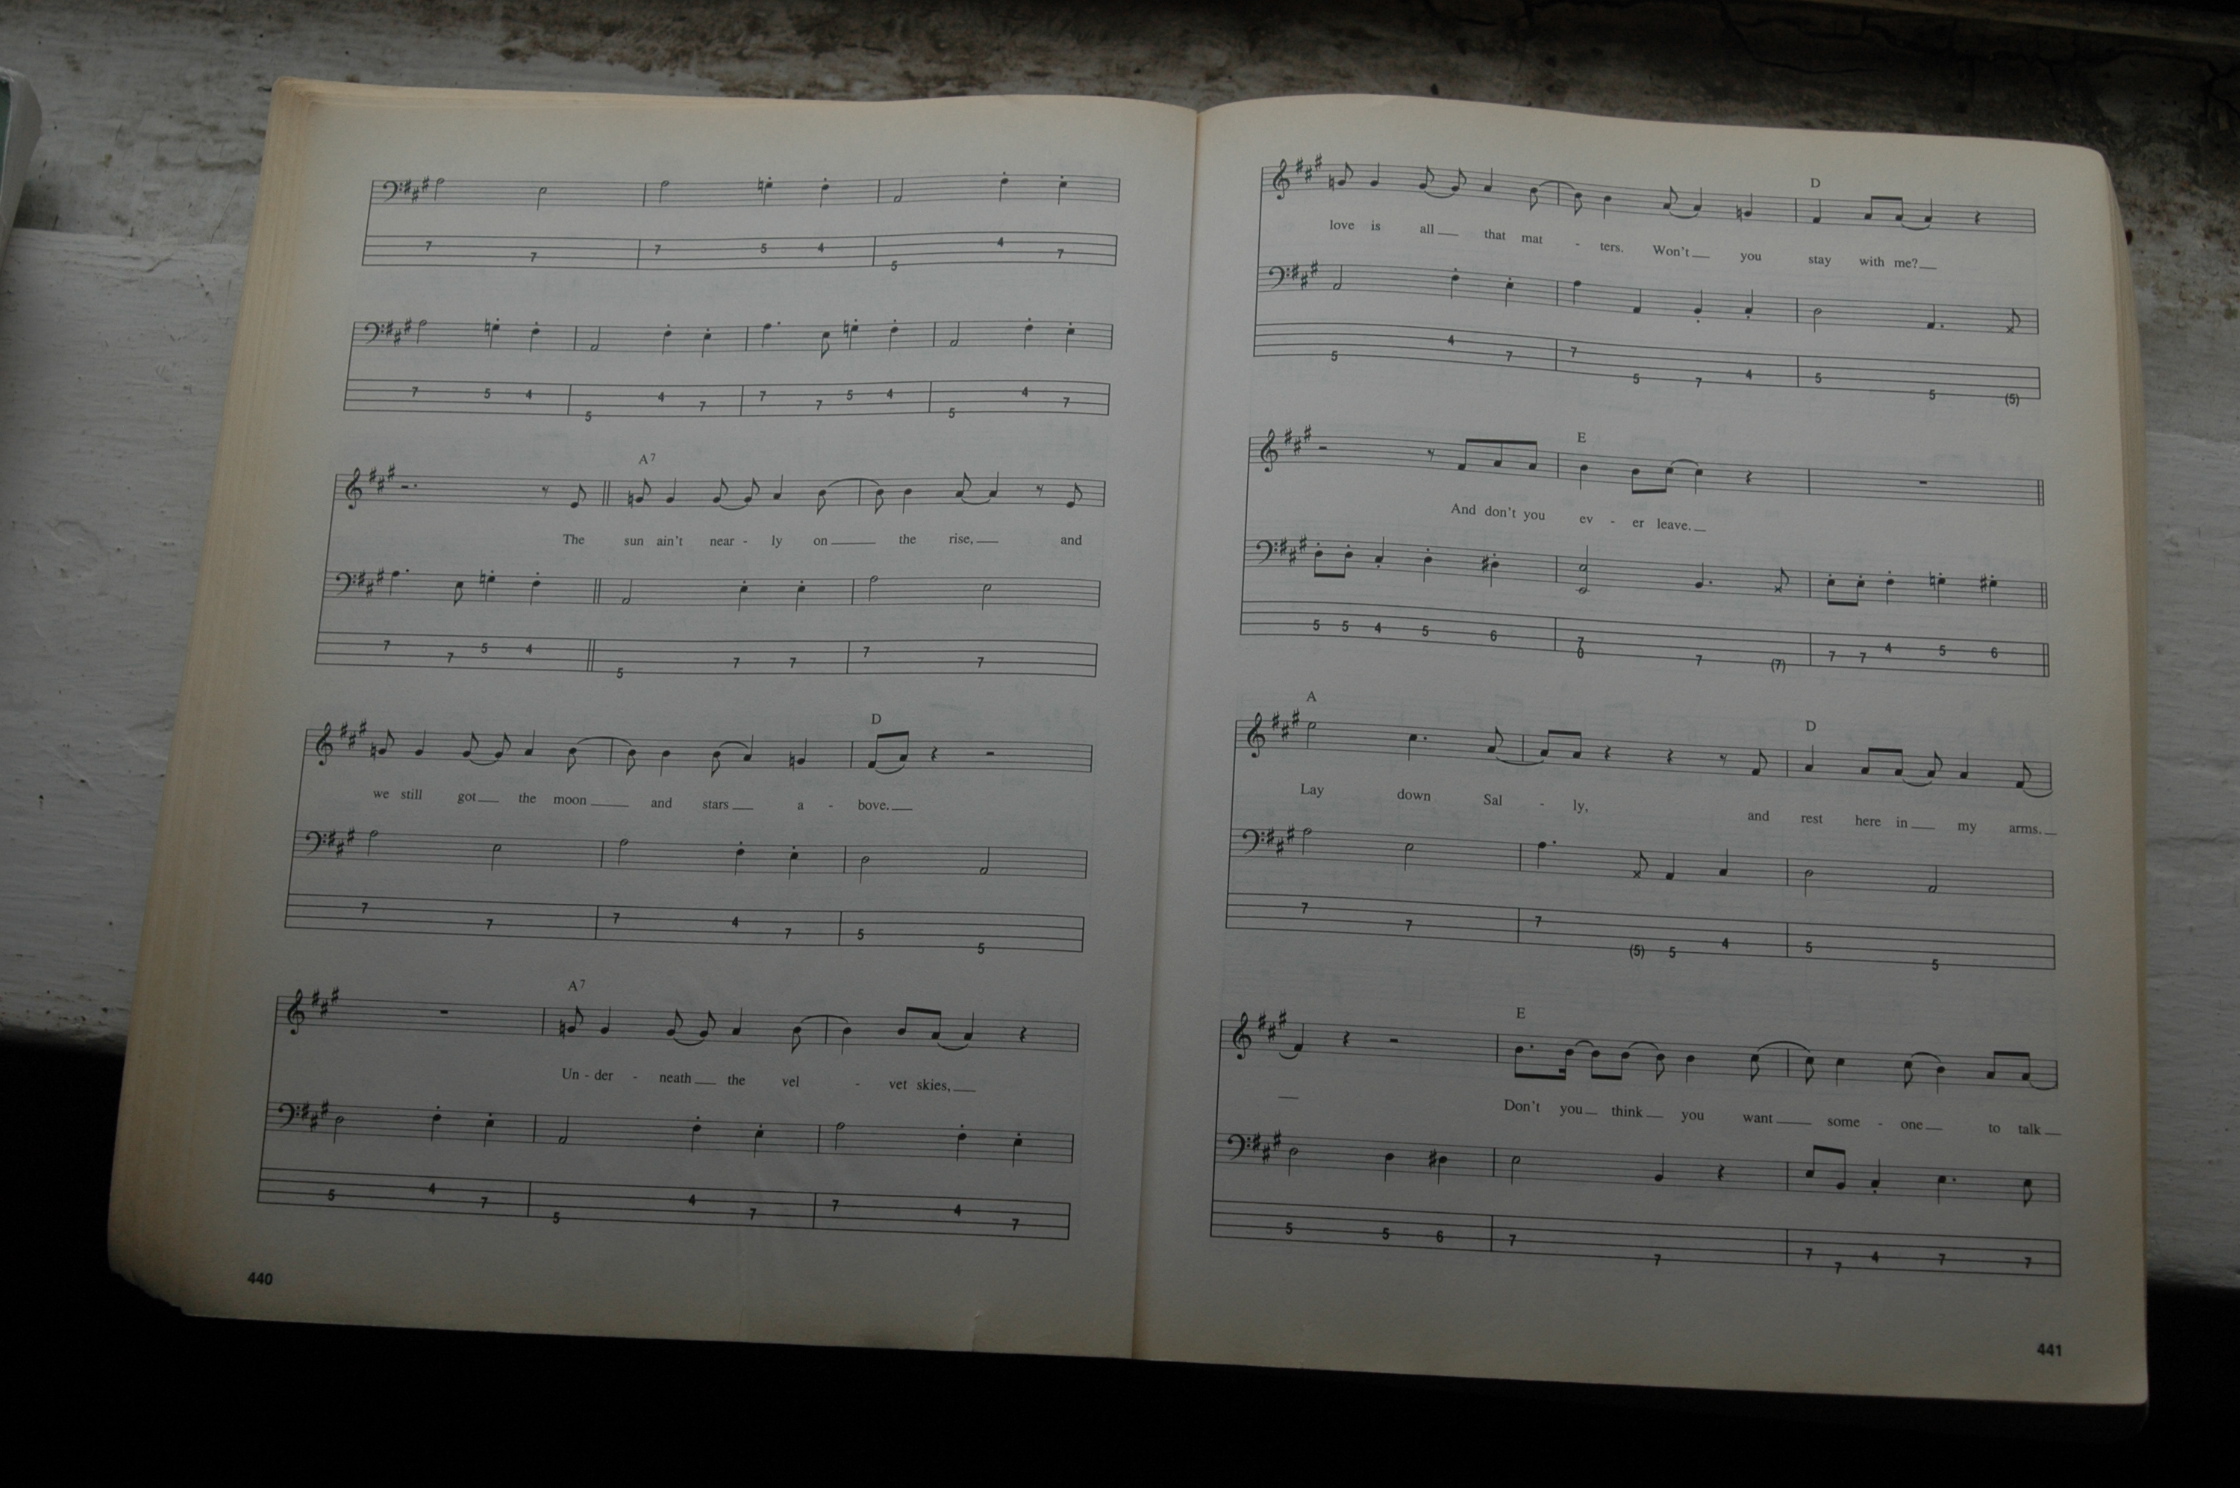 7 7 7 5 4 5 4 7
7 5 4 5 4 7 7 7 5 4 5 4 7
A7
The sun ain't near - ly on the rise, and
7 7 5 4 5 7 7 7 7
D
we still got the moon and stars a - bove.
7 7 7 4 7 5 5
A7
Un - der - neath the vel - vet skies,
5 4 7 5 4 7 7 4 7
440
D
love is all that mat - ters. Won't you stay with me?
5 4 7 7 5 7 4 5 5 (5)
E
And don't you ev - er leave.
5 5 4 5 6 7 0 7 (7) 7 7 4 5 6
A D
Lay down Sal - ly, and rest here in my arms.
7 7 7 (5) 5 4 5 5
E
Don't you think you want some - one to talk
5 5 6 7 7 7 7 4 7 7
441